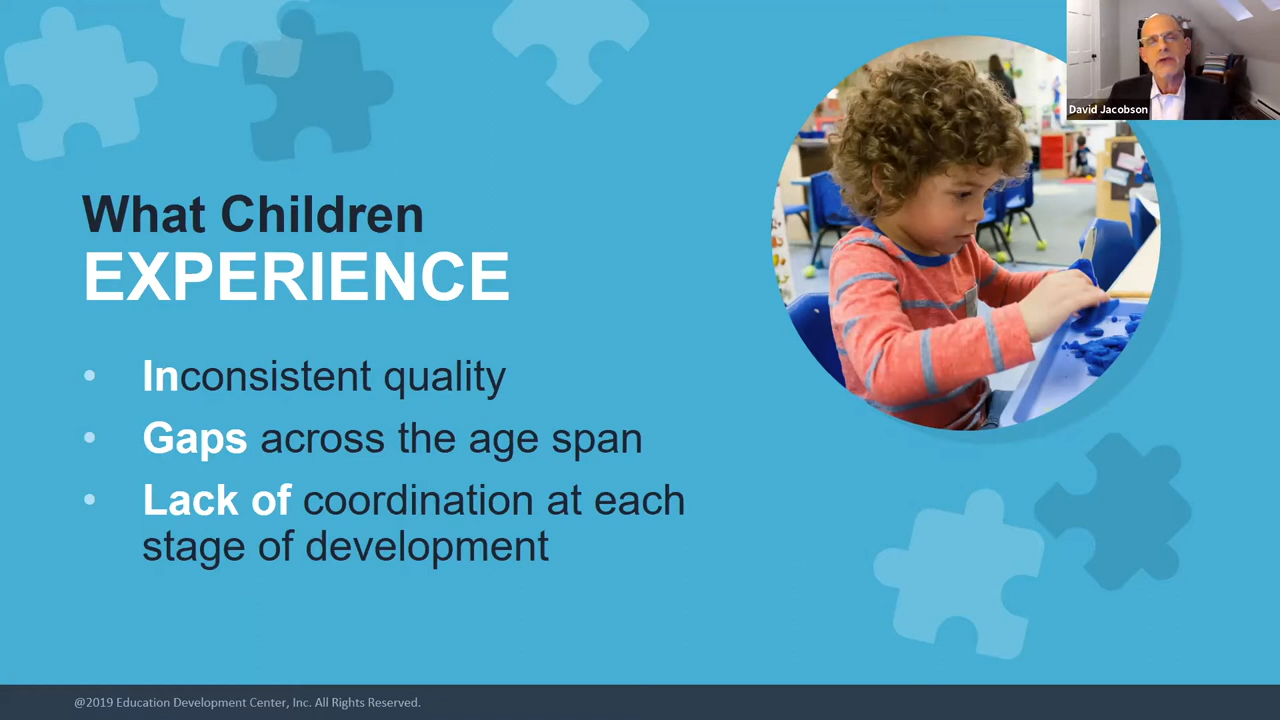 David Jacobson
What Children
EXPERIENCE
• Inconsistent quality
• Gaps across the age span
• Lack of coordination at each
stage of development
@2019 Education Development Center, Inc. All Rights Reserved.